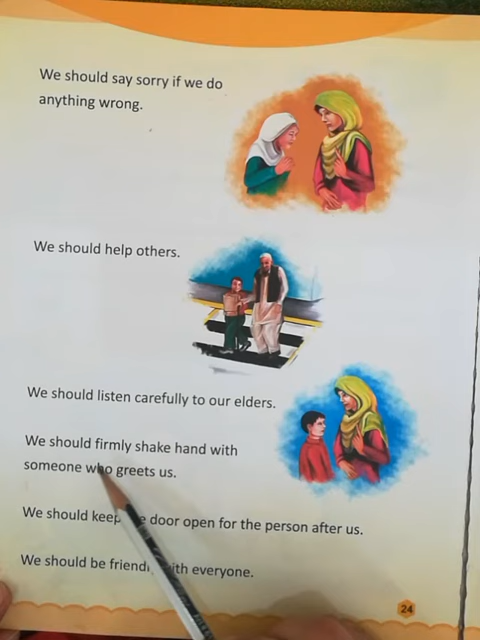 We should say sorry if we do
anything wrong.
We should help others.
We should listen carefully to our elders.
We should firmly shake hand with
someone who greets us.
We should keep door open for the person after us.
We should be with everyone.
24